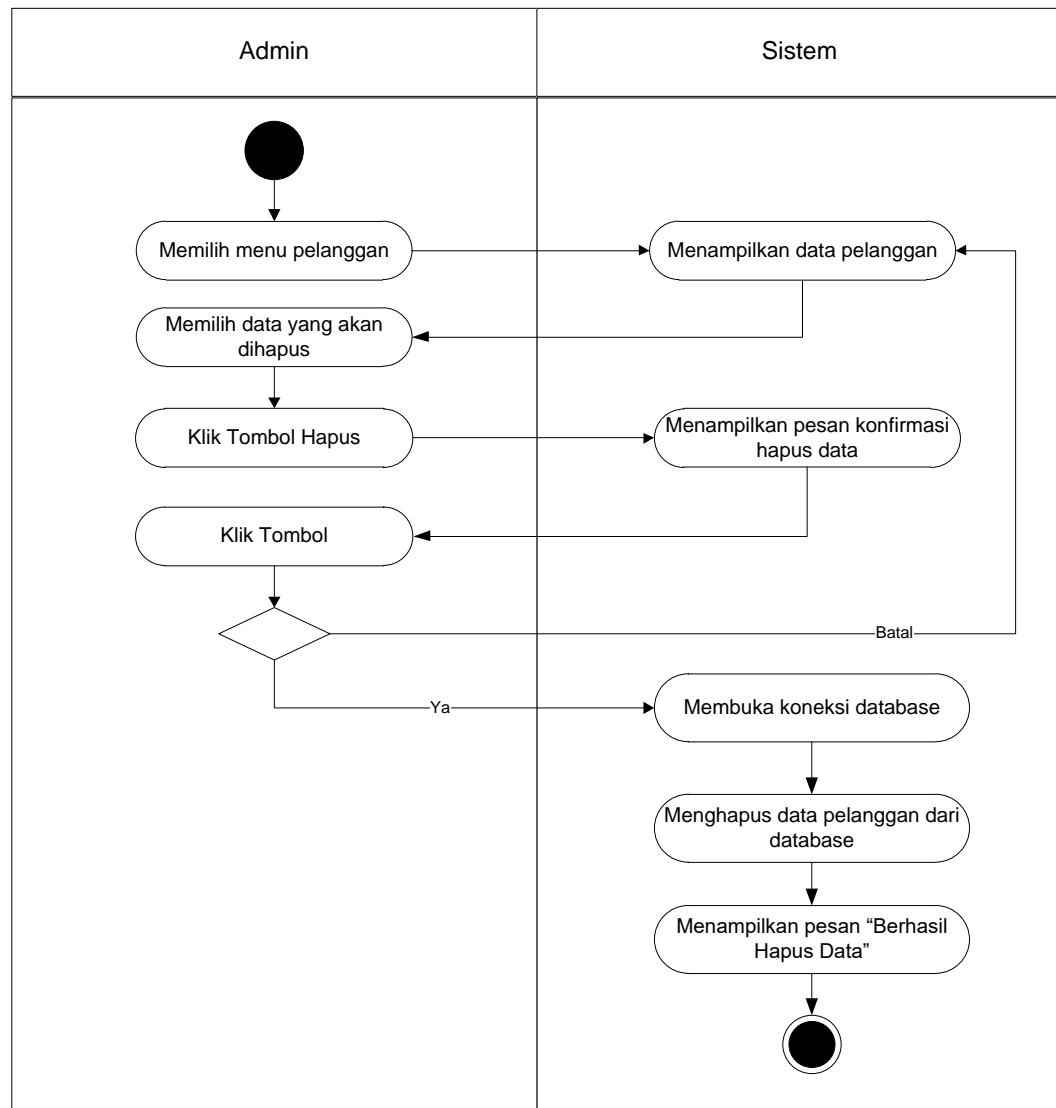 Admin
Sistem
Memilih menu pelanggan
Menampilkan data pelanggan
Memilih data yang akan
dihapus
Klik Tombol Hapus
Menampilkan pesan konfirmasi
hapus data
Klik Tombol
Batal
Ya
Membuka koneksi database
Menghapus data pelanggan dari
database
Menampilkan pesan “Berhasil
Hapus Data”